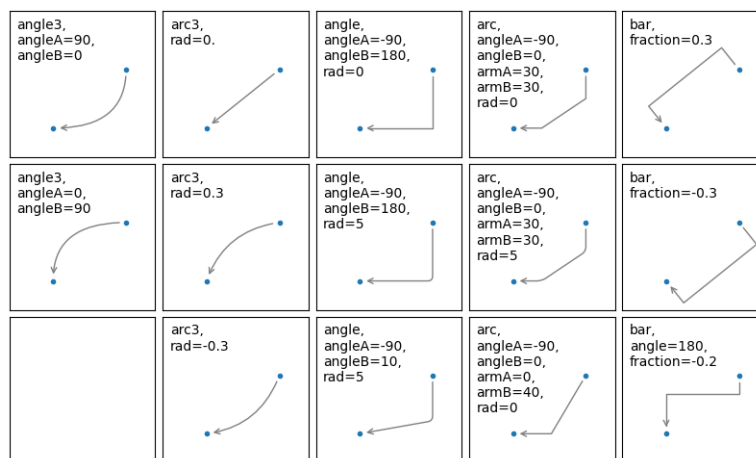 angle3,
angleA=90,
angleB=0
arc3,
rad=0.
angle,
angleA=-90,
angleB=180,
rad=0
arc,
angleA=-90,
angleB=0,
armA=30,
armB=30,
rad=0
bar,
fraction=0.3
angle3,
angleA=0,
angleB=90
arc3,
rad=0.3
angle,
angleA=-90,
angleB=180,
rad=5
arc,
angleA=-90,
angleB=0,
armA=30,
armB=30,
rad=5
bar,
fraction=-0.3
arc3,
rad=-0.3
angle,
angleA=-90,
angleB=10,
rad=5
arc,
angleA=-90,
angleB=0,
armA=0,
armB=40,
rad=0
bar,
angle=180,
fraction=-0.2